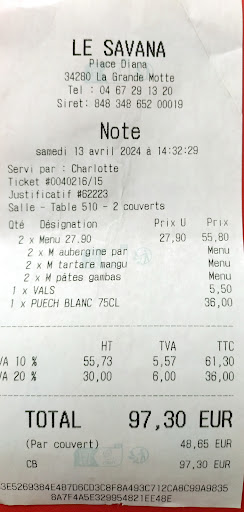 LE SAVANA
Place Diana
34280 La Grande Motte
Tel : 04 67 29 13 20
Siret: 848 348 652 00019
Note
samedi 13 avril 2024 à 14:32:29
Servi par : Charlotte
Ticket #0040216/15
Justificatif #62223
Salle - Table 510 - 2 couverts
Qté Désignation Prix U Prix
2 x Menu 27.90 27,90 55,80
2 x M aubergine par Menu
2 x M tartare mangu Menu
2 x M pâtes gambas Menu
1 x VALS 5,50
1 x PUECH BLANC 75CL 36,00
HT TVA TTC
VA 10 % 55,73 5,57 61,30
VA 20 % 30,00 6,00 36,00
TOTAL 97,30 EUR
(Par couvert) 48,65 EUR
CB 97,30 EUR
3E5269384E487D6C03C8F8A493C712CA8C99A9835
8A7F4A5E329954821EE48E